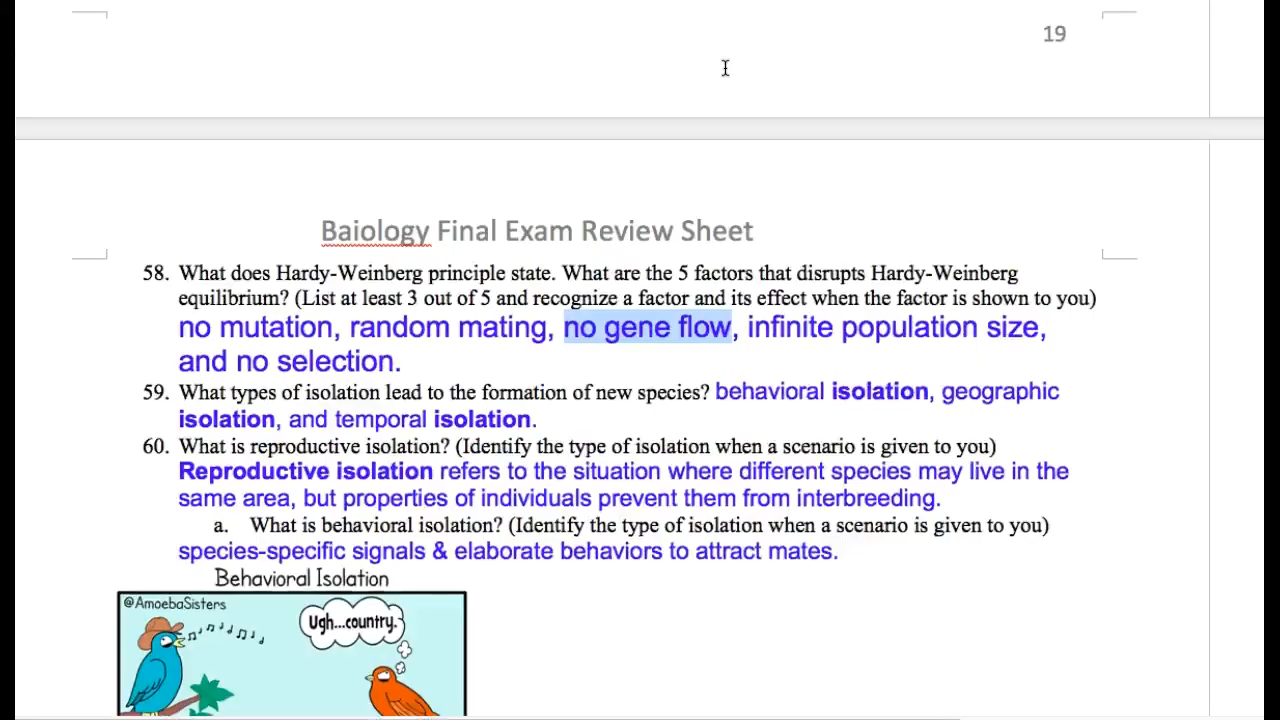 19
Baiology Final Exam Review Sheet
58. What does Hardy-Weinberg principle state. What are the 5 factors that disrupts Hardy-Weinberg
equilibrium? (List at least 3 out of 5 and recognize a factor and its effect when the factor is shown to you)
no mutation, random mating, no gene flow, infinite population size,
and no selection.
59. What types of isolation lead to the formation of new species? behavioral isolation, geographic
isolation, and temporal isolation.
60. What is reproductive isolation? (Identify the type of isolation when a scenario is given to you)
Reproductive isolation refers to the situation where different species may live in the
same area, but properties of individuals prevent them from interbreeding.
a. What is behavioral isolation? (Identify the type of isolation when a scenario is given to you)
species-specific signals & elaborate behaviors to attract mates.
Behavioral Isolation
@AmoebaSisters
Ugh...country.